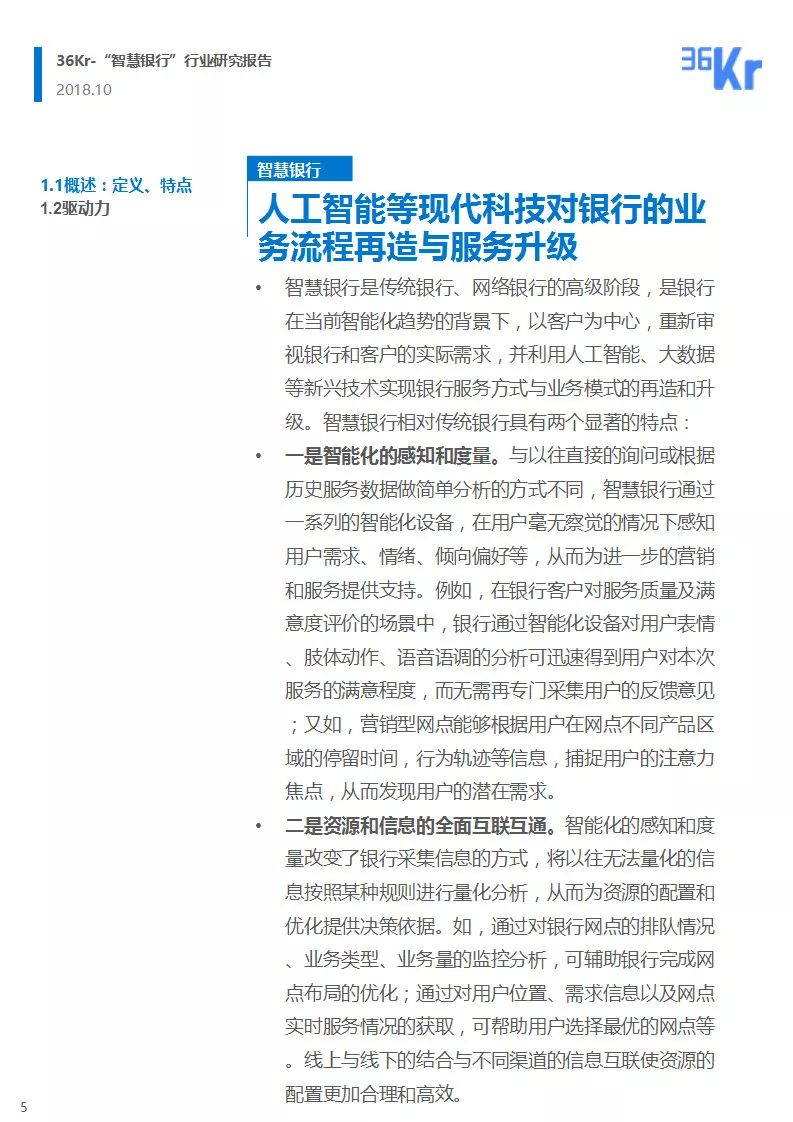 36Kr-“智慧银行”行业研究报告
2018.10
36Kr
1.1概述：定义、特点
1.2驱动力
智慧银行
人工智能等现代科技对银行的业
务流程再造与服务升级
• 智慧银行是传统银行、网络银行的高级阶段，是银行
在当前智能化趋势的背景下，以客户为中心，重新审
视银行和客户的实际需求，并利用人工智能、大数据
等新兴技术实现银行服务方式与业务模式的再造和升
级。智慧银行相对传统银行具有两个显著的特点：
• 一是智能化的感知和度量。与以往直接的询问或根据
历史服务数据做简单分析的方式不同，智慧银行通过
一系列的智能化设备，在用户毫无察觉的情况下感知
用户需求、情绪、倾向偏好等，从而为进一步的营销
和服务提供支持。例如，在银行客户对服务质量及满
意度评价的场景中，银行通过智能化设备对用户表情
、肢体动作、语音语调的分析可迅速得到用户对本次
服务的满意程度，而无需再专门采集用户的反馈意见
；又如，营销型网点能够根据用户在网点不同产品区
域的停留时间，行为轨迹等信息，捕捉用户的注意力
焦点，从而发现用户的潜在需求。
• 二是资源和信息的全面互联互通。智能化的感知和度
量改变了银行采集信息的方式，将以往无法量化的信
息按照某种规则进行量化分析，从而为资源的配置和
优化提供决策依据。如，通过对银行网点的排队情况
、业务类型、业务量的监控分析，可辅助银行完成网
点布局的优化；通过对用户位置、需求信息以及网点
实时服务情况的获取，可帮助用户选择最优的网点等
。线上与线下的结合与不同渠道的信息互联使资源的
配置更加合理和高效。
5